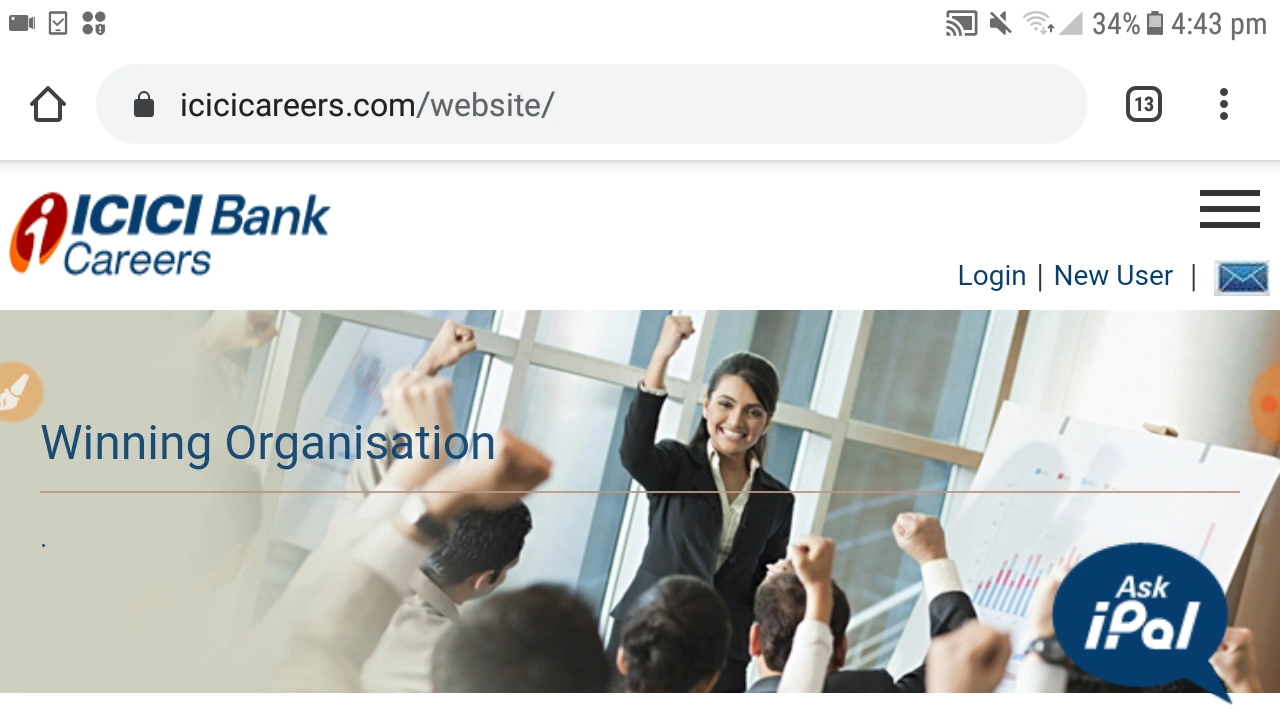 34% 4:43 pm
icicicareers.com/website/
13
ICICI Bank
Careers
Login | New User |
Winning Organisation
.
Ask
iPal